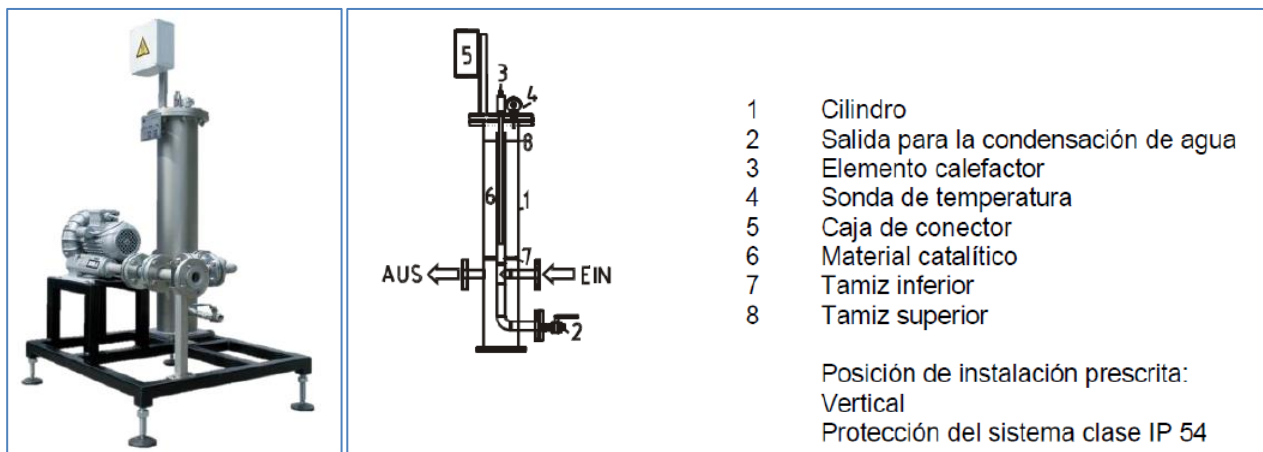 5
3
4
8
6
1
7
AUS
EIN
2
1 Cilindro
2 Salida para la condensación de agua
3 Elemento calefactor
4 Sonda de temperatura
5 Caja de conector
6 Material catalítico
7 Tamiz inferior
8 Tamiz superior
Posición de instalación prescrita:
Vertical
Protección del sistema clase IP 54